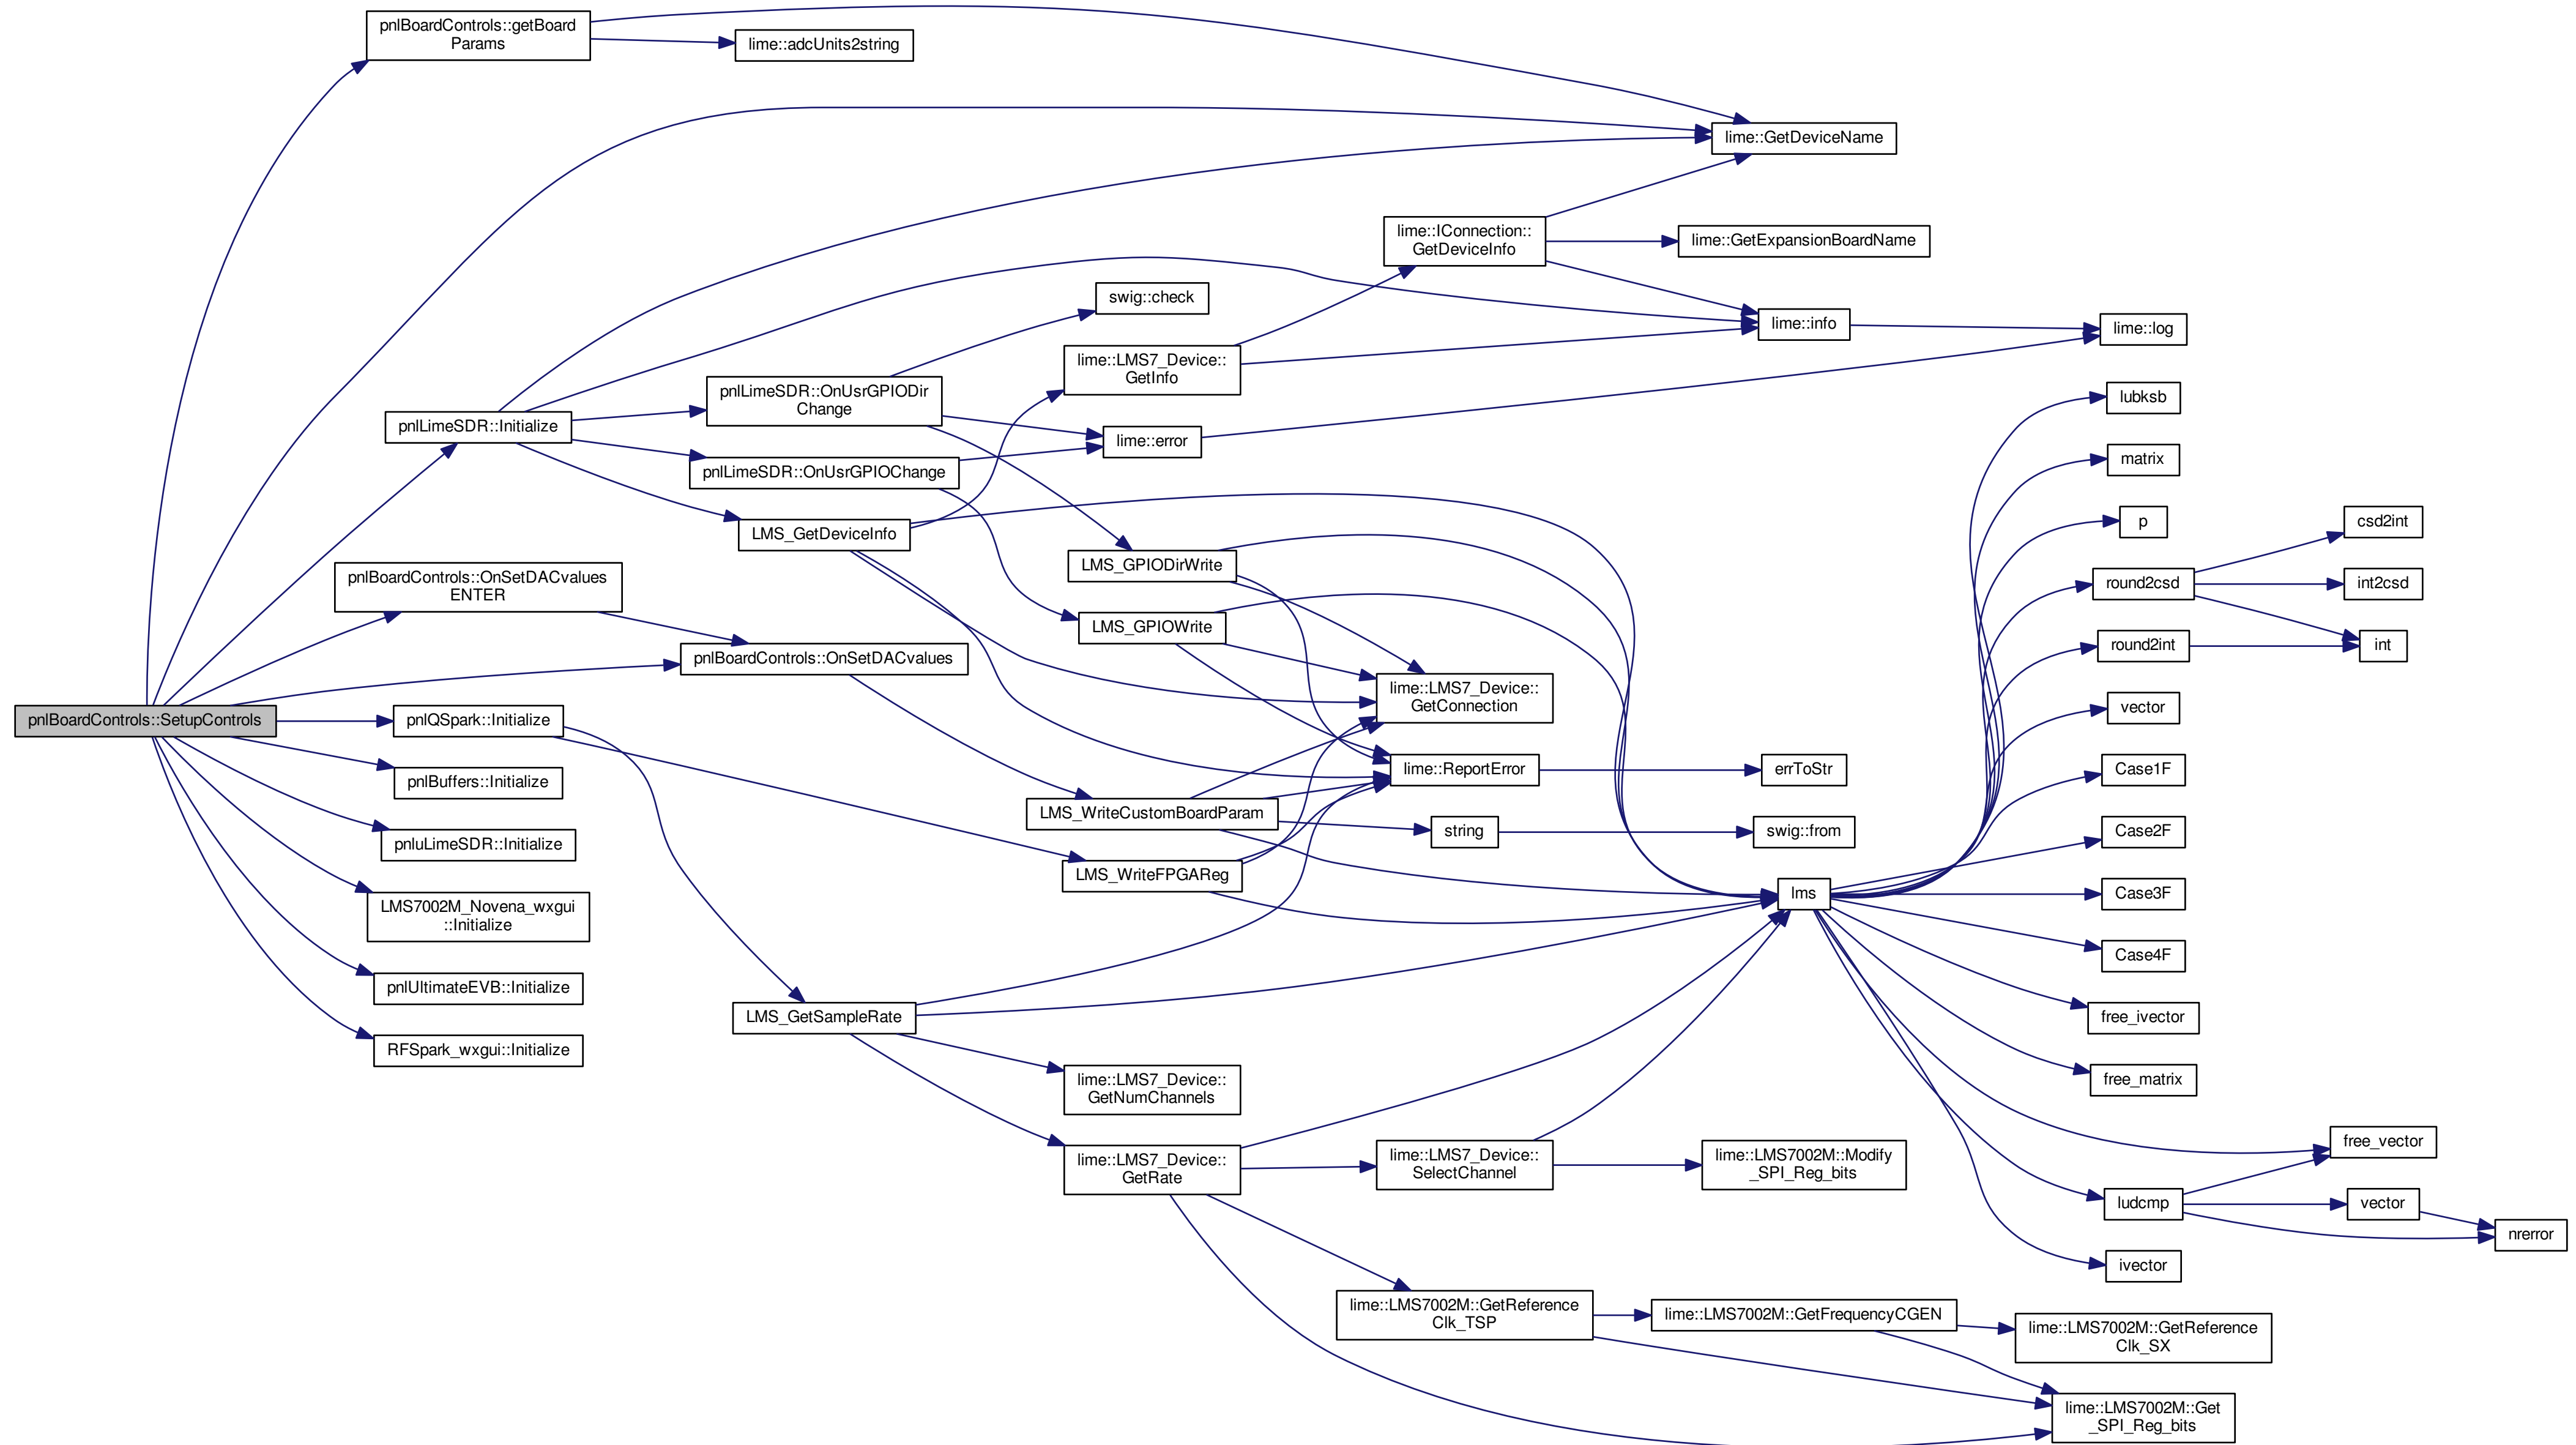 pnlBoardControls::getBoard
Params
lime::adcUnits2string
lime::GetDeviceName
lime::IConnection::
GetDeviceInfo
lime::GetExpansionBoardName
swig::check
lime::info
lime::log
lime::LMS7_Device::
GetInfo
pnlLimeSDR::OnUsrGPIODir
Change
pnlLimeSDR::Initialize
lime::error
pnlLimeSDR::OnUsrGPIOChange
lubksb
matrix
p
csd2int
LMS_GetDeviceInfo
LMS_GPIODirWrite
round2csd
int2csd
pnlBoardControls::OnSetDACvalues
ENTER
LMS_GPIOWrite
round2int
int
pnlBoardControls::OnSetDACvalues
lime::LMS7_Device::
GetConnection
vector
pnlBoardControls::SetupControls
pnlQSpark::Initialize
pnlBuffers::Initialize
lime::ReportError
errToStr
Case1F
LMS_WriteCustomBoardParam
string
swig::from
Case2F
pnluLimeSDR::Initialize
LMS_WriteFPGAReg
lms
Case3F
LMS7002M_Novena_wxgui
::Initialize
Case4F
pnlUltimateEVB::Initialize
LMS_GetSampleRate
free_ivector
RFSpark_wxgui::Initialize
lime::LMS7_Device::
GetNumChannels
free_matrix
free_vector
lime::LMS7_Device::
GetRate
lime::LMS7_Device::
SelectChannel
lime::LMS7002M::Modify
_SPI_Reg_bits
ludcmp
vector
nrerror
ivector
lime::LMS7002M::GetReference
Clk_TSP
lime::LMS7002M::GetFrequencyCGEN
lime::LMS7002M::GetReference
Clk_SX
lime::LMS7002M::Get
_SPI_Reg_bits